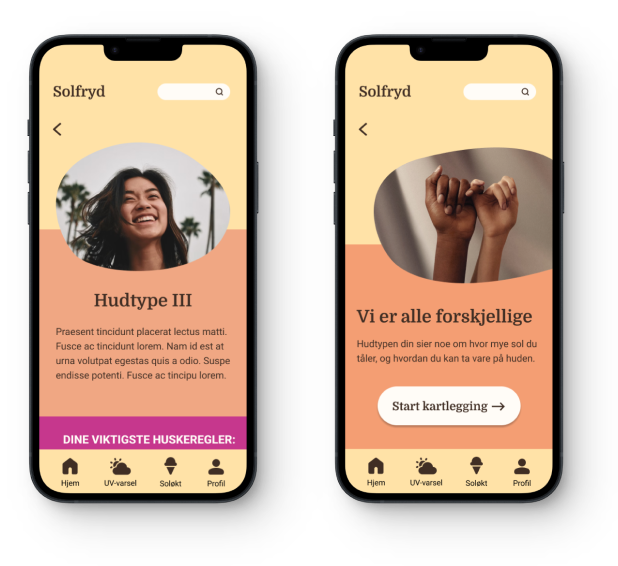 Solfryd
Hudtype III
Praesent tincidunt placerat lectus matti.
Fusce ac tincidunt lorem. Nam id est at
urna volutpat egestas quis a odio. Suspe
endisse potenti. Fusce ac tincipu lorem.
DINE VIKTIGSTE HUSKEREGLER:
Hjem UV-varsel Soløkt Profil
Solfryd
Vi er alle forskjellige
Hudtypen din sier noe om hvor mye sol du
tåler, og hvordan du kan ta vare på huden.
Start kartlegging →
Hjem UV-varsel Soløkt Profil